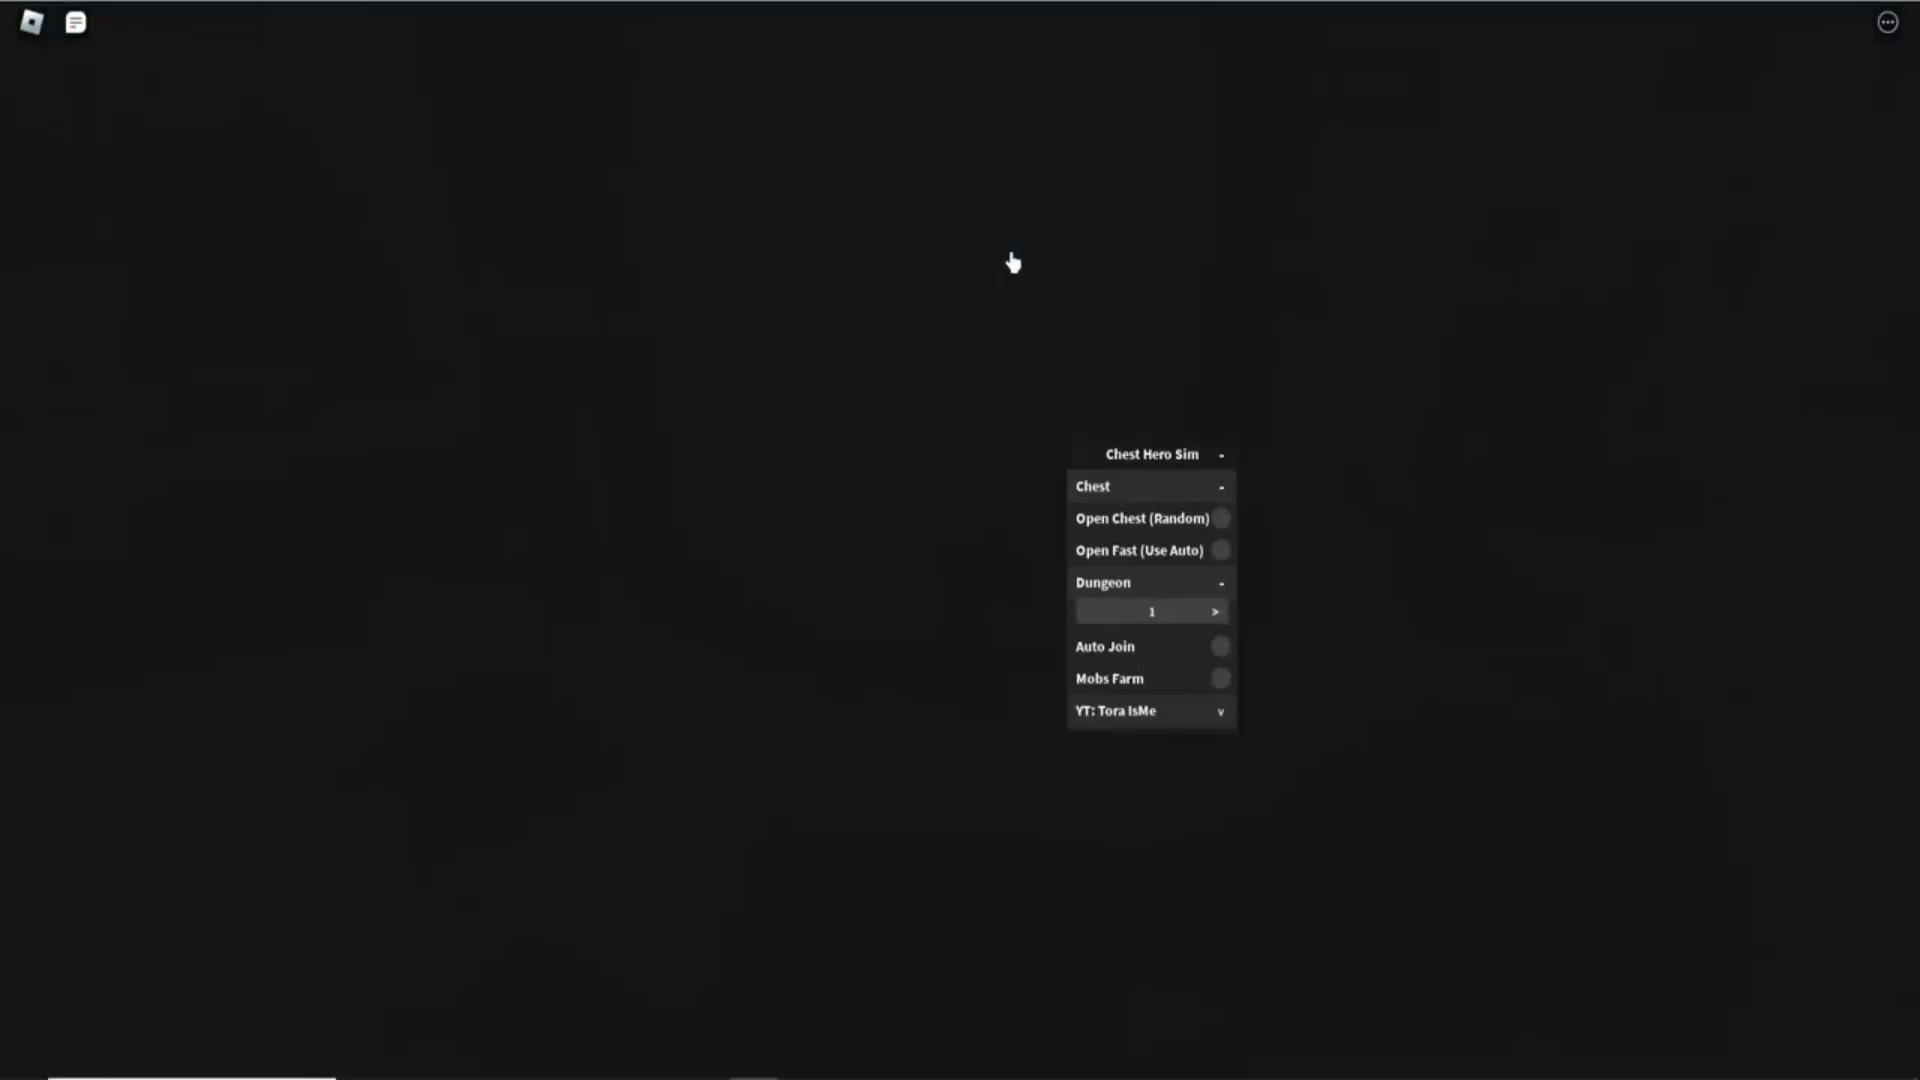 Chest Hero Sim -
Chest -
Open Chest (Random)
Open Fast (Use Auto)
Dungeon -
1 >
Auto Join
Mobs Farm
YT: Tora IsMe v